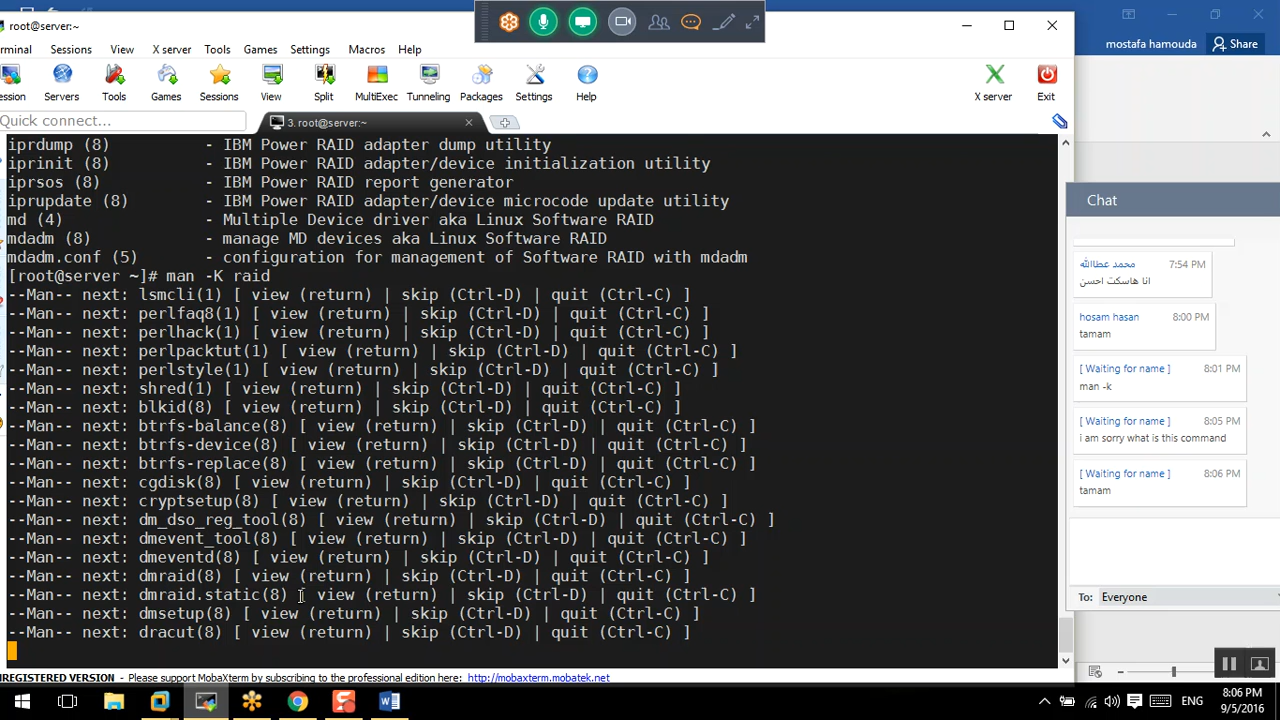 root@server:~
rminal Sessions View X server Tools Games Settings Macros Help
ession Servers Tools Games Sessions View Split MultiExec Tunneling Packages Settings Help X server Exit
Quick connect...
3. root@server:~
iprdump (8) - IBM Power RAID adapter dump utility
iprinit (8) - IBM Power RAID adapter/device initialization utility
iprsos (8) - IBM Power RAID report generator
iprupdate (8) - IBM Power RAID adapter/device microcode update utility
md (4) - Multiple Device driver aka Linux Software RAID
mdadm (8) - manage MD devices aka Linux Software RAID
mdadm.conf (5) - configuration for management of Software RAID with mdadm
[root@server ~]# man -K raid
--Man-- next: lsmcli(1) [ view (return) | skip (Ctrl-D) | quit (Ctrl-C) ]
--Man-- next: perlfaq8(1) [ view (return) | skip (Ctrl-D) | quit (Ctrl-C) ]
--Man-- next: perlhack(1) [ view (return) | skip (Ctrl-D) | quit (Ctrl-C) ]
--Man-- next: perlpacktut(1) [ view (return) | skip (Ctrl-D) | quit (Ctrl-C) ]
--Man-- next: perlstyle(1) [ view (return) | skip (Ctrl-D) | quit (Ctrl-C) ]
--Man-- next: shred(1) [ view (return) | skip (Ctrl-D) | quit (Ctrl-C) ]
--Man-- next: blkid(8) [ view (return) | skip (Ctrl-D) | quit (Ctrl-C) ]
--Man-- next: btrfs-balance(8) [ view (return) | skip (Ctrl-D) | quit (Ctrl-C) ]
--Man-- next: btrfs-device(8) [ view (return) | skip (Ctrl-D) | quit (Ctrl-C) ]
--Man-- next: btrfs-replace(8) [ view (return) | skip (Ctrl-D) | quit (Ctrl-C) ]
--Man-- next: cgdisk(8) [ view (return) | skip (Ctrl-D) | quit (Ctrl-C) ]
--Man-- next: cryptsetup(8) [ view (return) | skip (Ctrl-D) | quit (Ctrl-C) ]
--Man-- next: dm_dso_reg_tool(8) [ view (return) | skip (Ctrl-D) | quit (Ctrl-C) ]
--Man-- next: dmevent_tool(8) [ view (return) | skip (Ctrl-D) | quit (Ctrl-C) ]
--Man-- next: dmeventd(8) [ view (return) | skip (Ctrl-D) | quit (Ctrl-C) ]
--Man-- next: dmraid(8) [ view (return) | skip (Ctrl-D) | quit (Ctrl-C) ]
--Man-- next: dmraid.static(8) [ view (return) | skip (Ctrl-D) | quit (Ctrl-C) ]
--Man-- next: dmsetup(8) [ view (return) | skip (Ctrl-D) | quit (Ctrl-C) ]
--Man-- next: dracut(8) [ view (return) | skip (Ctrl-D) | quit (Ctrl-C) ]
REGISTERED VERSION - Please support MobaXterm by subscribing to the professional edition here: http://mobaxterm.mobatek.net
mostafa hamouda Share
Chat
محمد عطاالله 7:54 PM
انا هاسكت احسن
hosam hasan 8:00 PM
tamam
[ Waiting for name ] 8:01 PM
man -k
[ Waiting for name ] 8:05 PM
i am sorry what is this command
[ Waiting for name ] 8:06 PM
tamam
To: Everyone
ENG
8:06 PM
9/5/2016